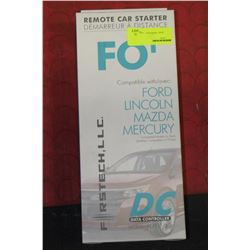 REMOTE CAR STARTER
DÉMARREUR À DISTANCE
FO
Compatible with/avec:
FORD
LINCOLN
MAZDA
MERCURY
FIRSTECH, LLC.
DC
DATA CONTROLLER